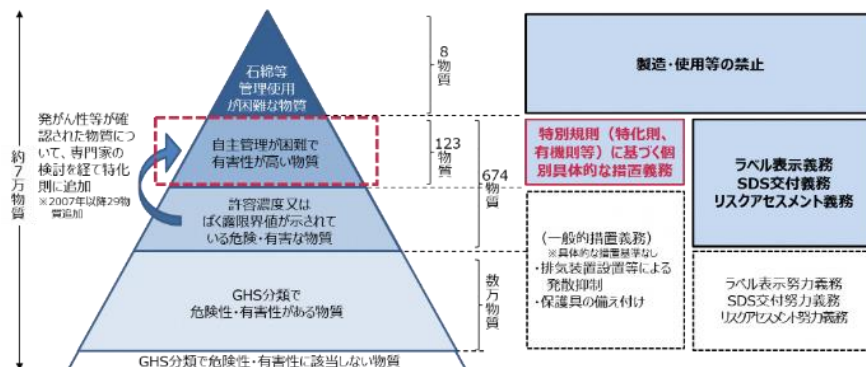 石綿等
管理使用
が困難な物質
8
物質
製造・使用等の禁止
発がん性等が確
認された物質につ
いて、専門家の
検討を経て特化
則に追加
※2007年以降29物
質追加
自主管理が困難で
有害性が高い物質
123
物質
特別規則(特化則、
有機則等)に基づく個
別具体的な措置義務
ラベル表示義務
SDS交付義務
リスクアセスメント義務
674
物質
約7万物質
許容濃度又は
ばく露限界値が示されて
いる危険・有害な物質
(一般的措置義務)
※具体的な措置基準なし
・排気装置設置等による
発散抑制
・保護具の備え付け
GHS分類で
危険性・有害性がある物質
数万物質
ラベル表示努力義務
SDS交付努力義務
リスクアセスメント努力義務
GHS分類で危険性・有害性に該当しない物質